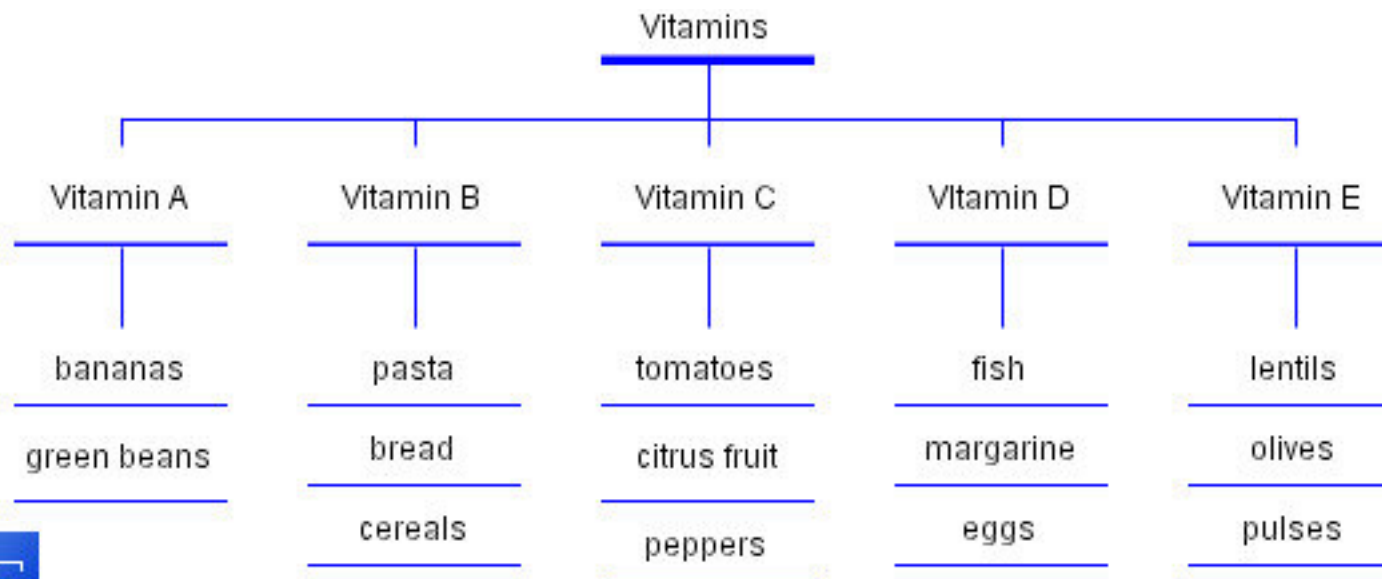 Vitamins
Vitamin A Vitamin B Vitamin C VItamin D Vitamin E
bananas pasta tomatoes fish lentils
green beans bread citrus fruit margarine olives
cereals peppers eggs pulses